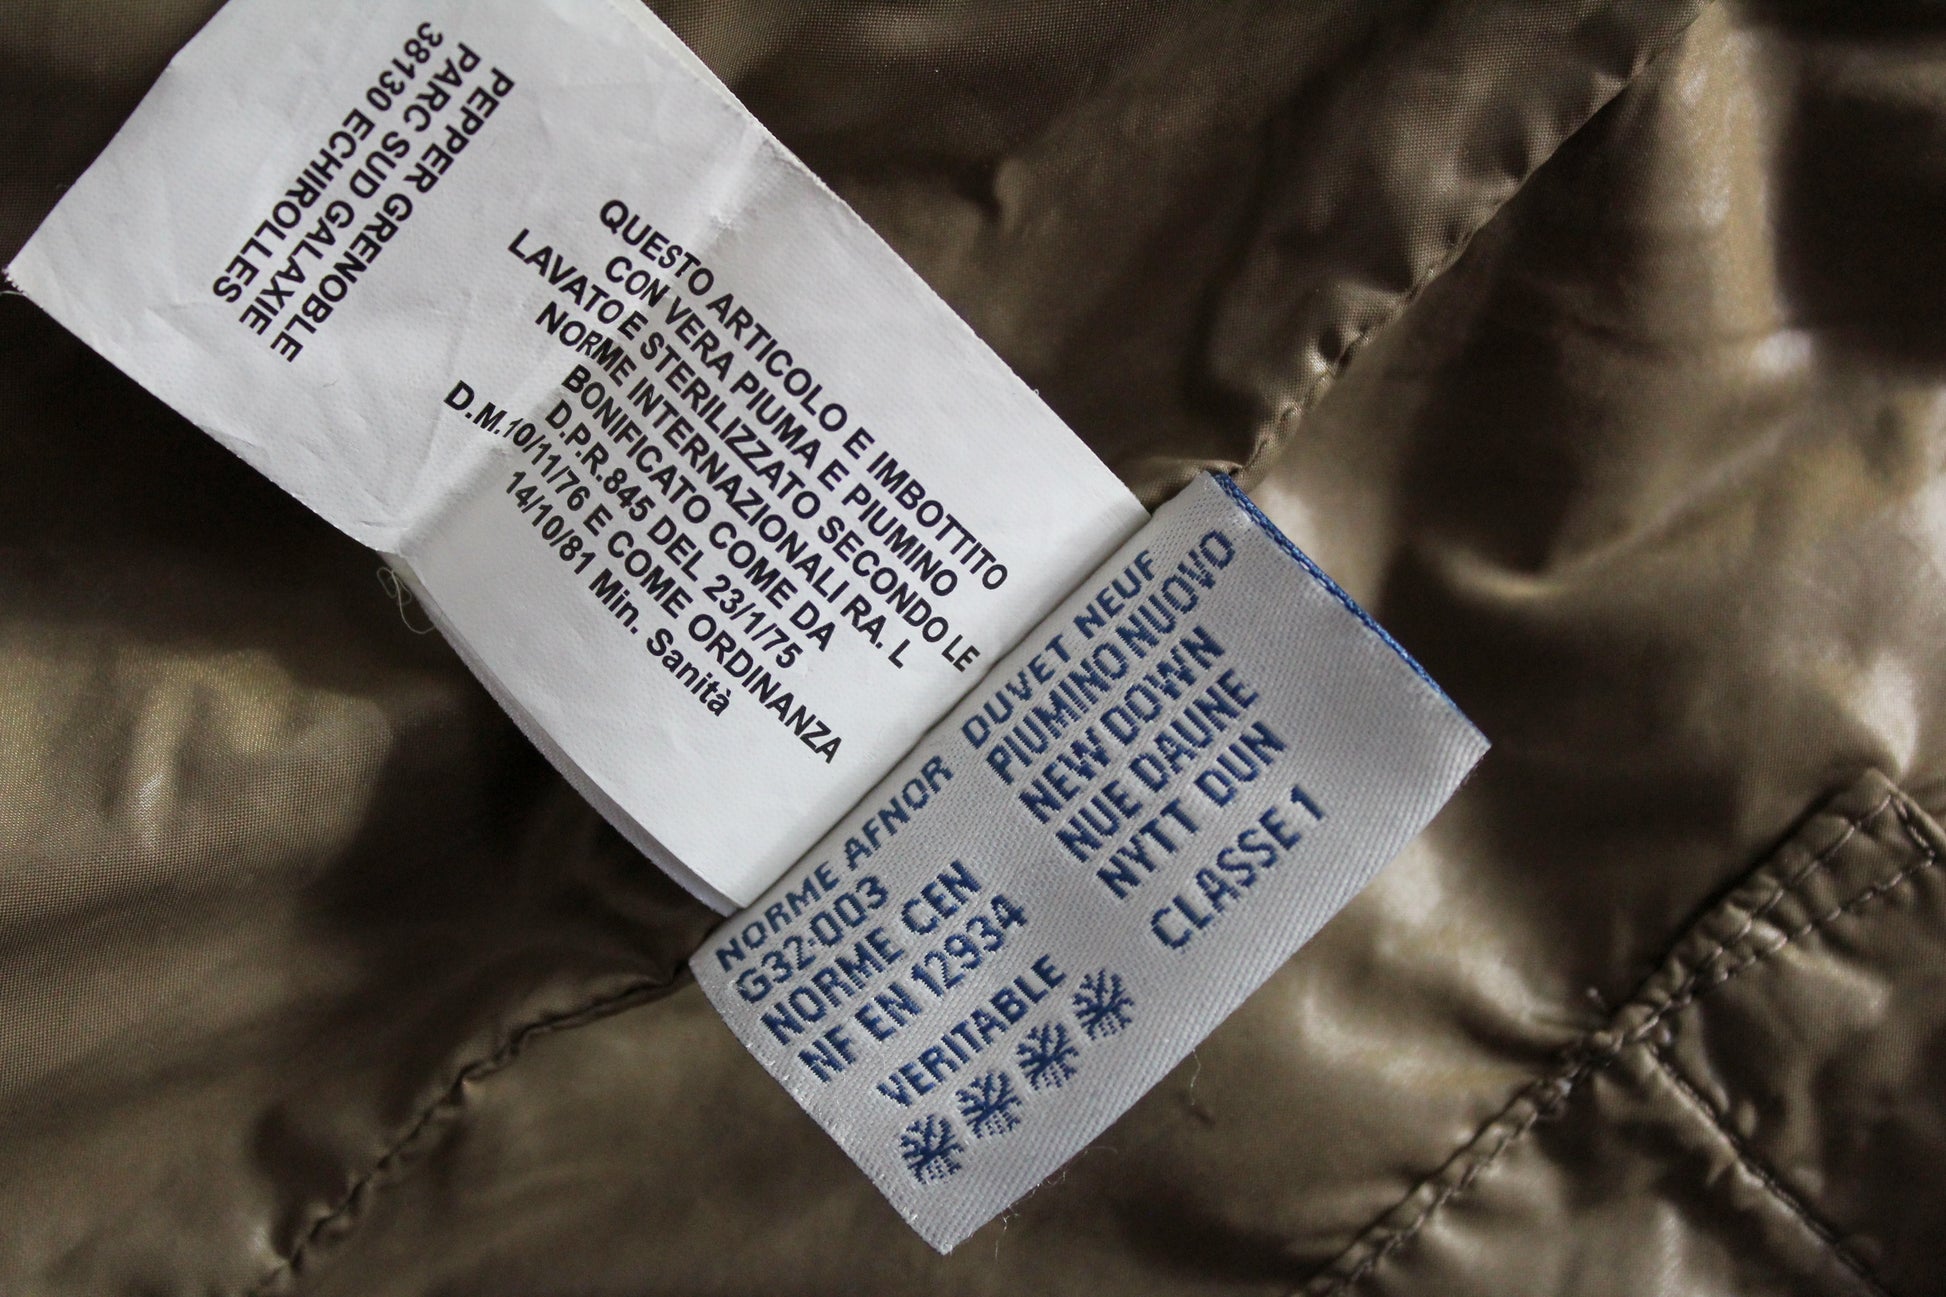 PEPPER GRENOBLE
PARC SUD GALAXIE
38130 ECHIROLLES
QUESTO ARTICOLO E IMBOTTITO
CON VERA PIUMA E PIUMINO
LAVATO E STERILIZZATO SECONDO LE
NORME INTERNAZIONALI RA. L
BONIFICATO COME DA
D.P.R.845 DEL 23/1/75
D.M.10/11/76 E COME ORDINANZA
14/10/81 Min. Sanità
NORME AFNOR
G32-003
NORME CEN
NF EN 12934
VERITABLE
DUVET NEUF
PIUMINO NUOVO
NEW DOWN
NUE DAUNE
NYTT DUN
CLASSE 1